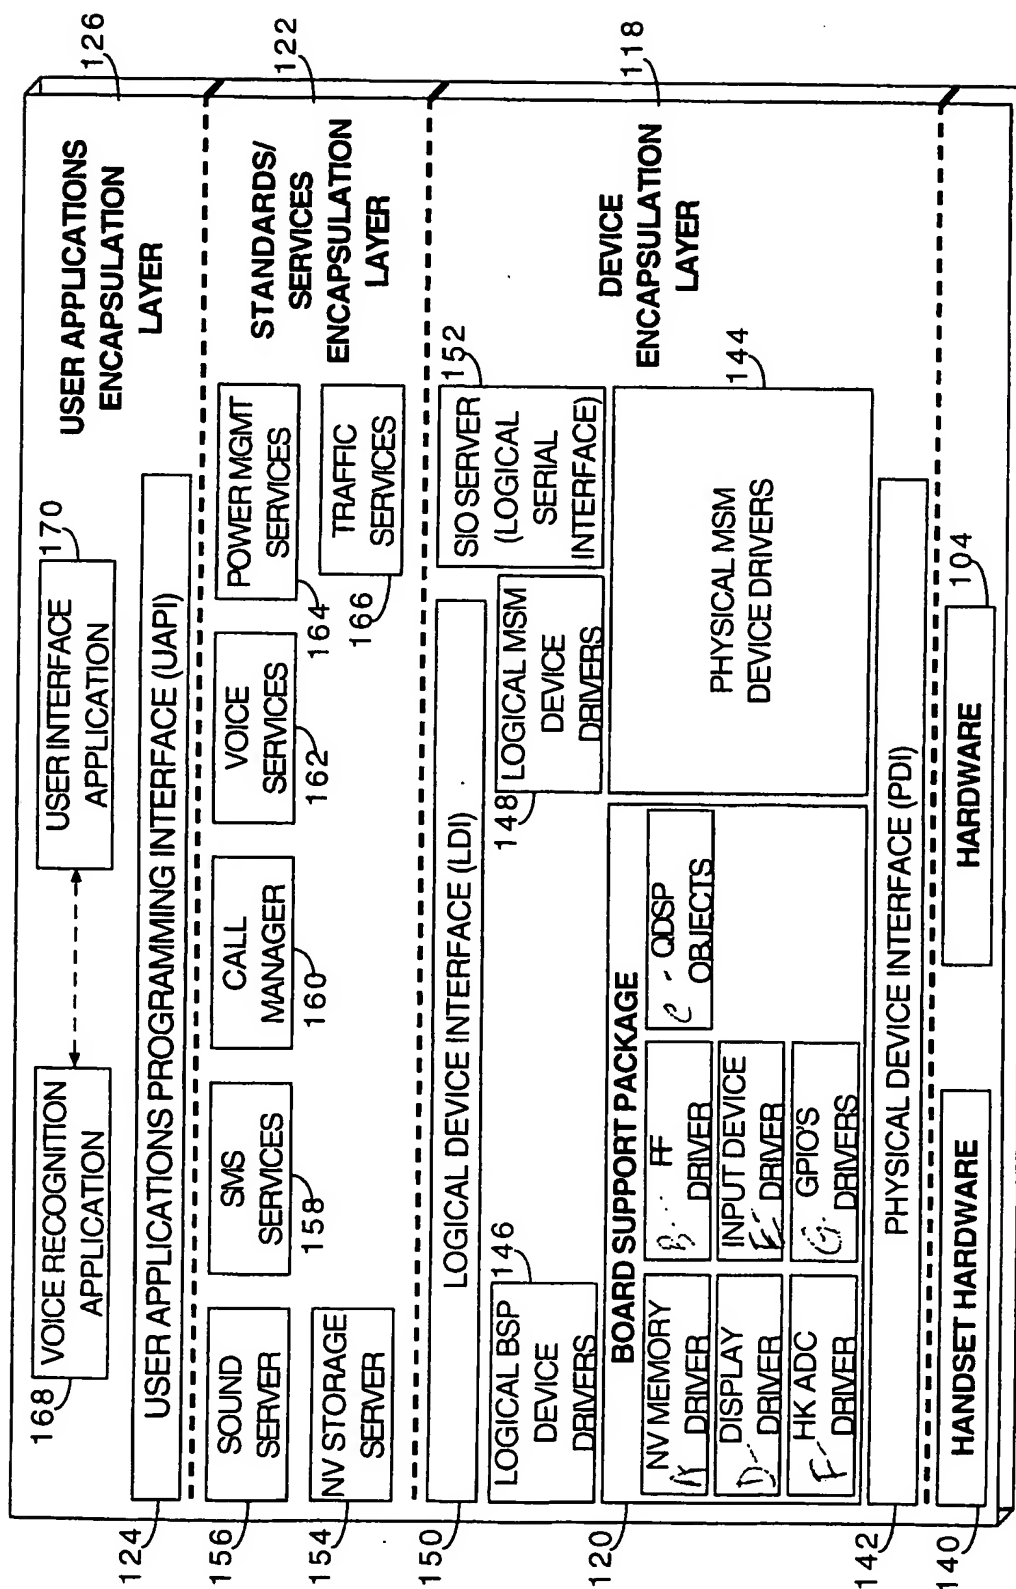 126
USER APPLICATIONS
ENCAPSULATION
LAYER
168
VOICE RECOGNITION
APPLICATION
170
USER INTERFACE
APPLICATION
124
USER APPLICATIONS PROGRAMMING INTERFACE (UAPI)
122
STANDARDS/
SERVICES
ENCAPSULATION
LAYER
156
SOUND
SERVER
SMS
SERVICES
158
CALL
MANAGER
160
VOICE
SERVICES
162
POWER MGMT
SERVICES
164
154
NV STORAGE
SERVER
TRAFFIC
SERVICES
166
118
DEVICE
ENCAPSULATION
LAYER
150
LOGICAL DEVICE INTERFACE (LDI)
152
SIO SERVER
(LOGICAL
SERIAL
INTERFACE)
146
LOGICAL BSP
DEVICE
DRIVERS
148
LOGICAL MSM
DEVICE
DRIVERS
120
BOARD SUPPORT PACKAGE
NV MEMORY
A DRIVER
RF
B DRIVER
C - QDSP
OBJECTS
DISPLAY
D DRIVER
INPUT DEVICE
E DRIVER
F HK ADC
DRIVER
GPIO'S
G DRIVERS
144
PHYSICAL MSM
DEVICE DRIVERS
142
PHYSICAL DEVICE INTERFACE (PDI)
140
HANDSET HARDWARE
HARDWARE
104